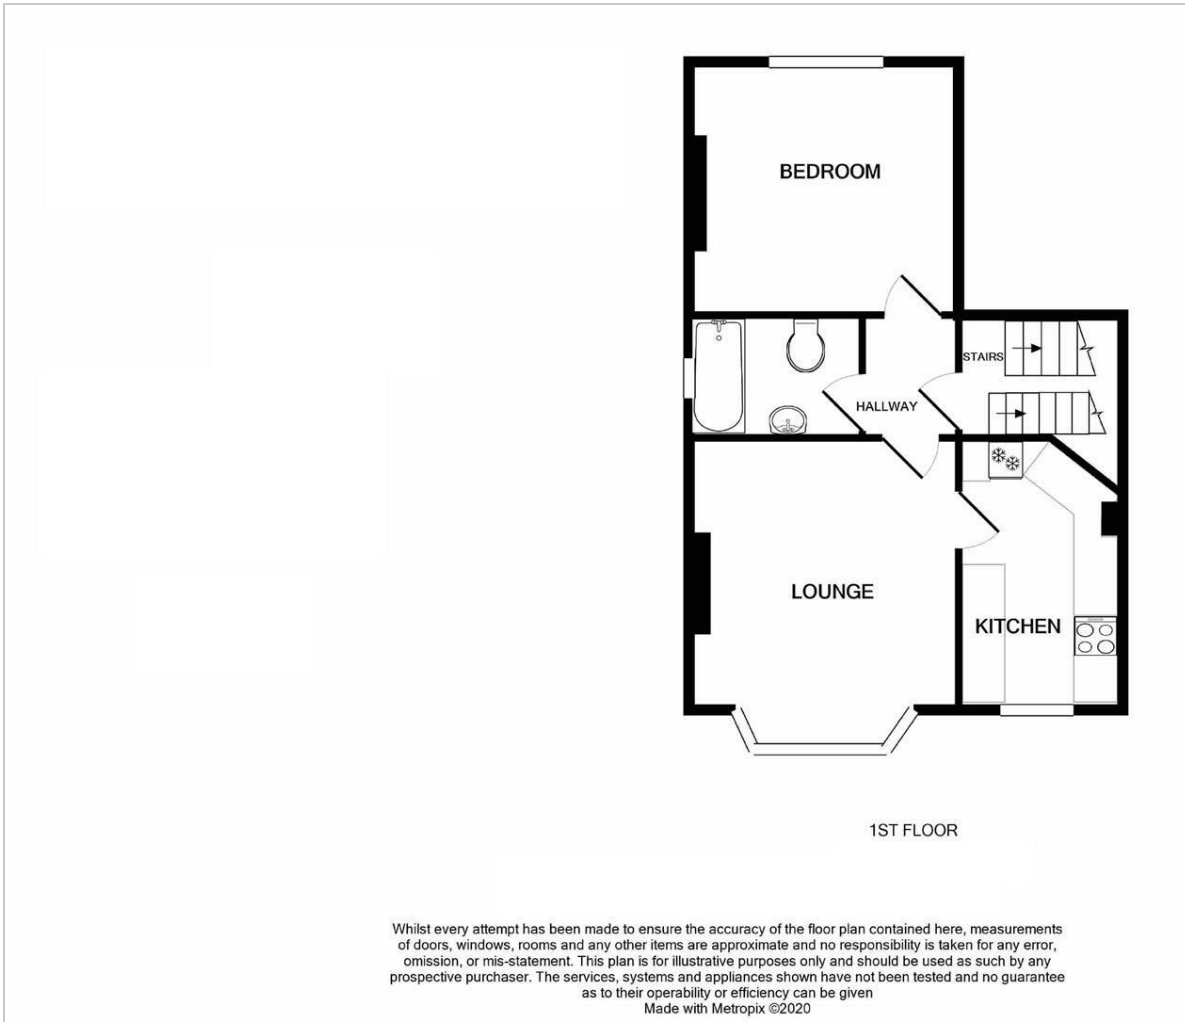 BEDROOM
STAIRS
HALLWAY
LOUNGE
KITCHEN
1ST FLOOR
Whilst every attempt has been made to ensure the accuracy of the floor plan contained here, measurements
of doors, windows, rooms and any other items are approximate and no responsibility is taken for any error,
omission, or mis-statement. This plan is for illustrative purposes only and should be used as such by any
prospective purchaser. The services, systems and appliances shown have not been tested and no guarantee
as to their operability or efficiency can be given
Made with Metropix ©2020